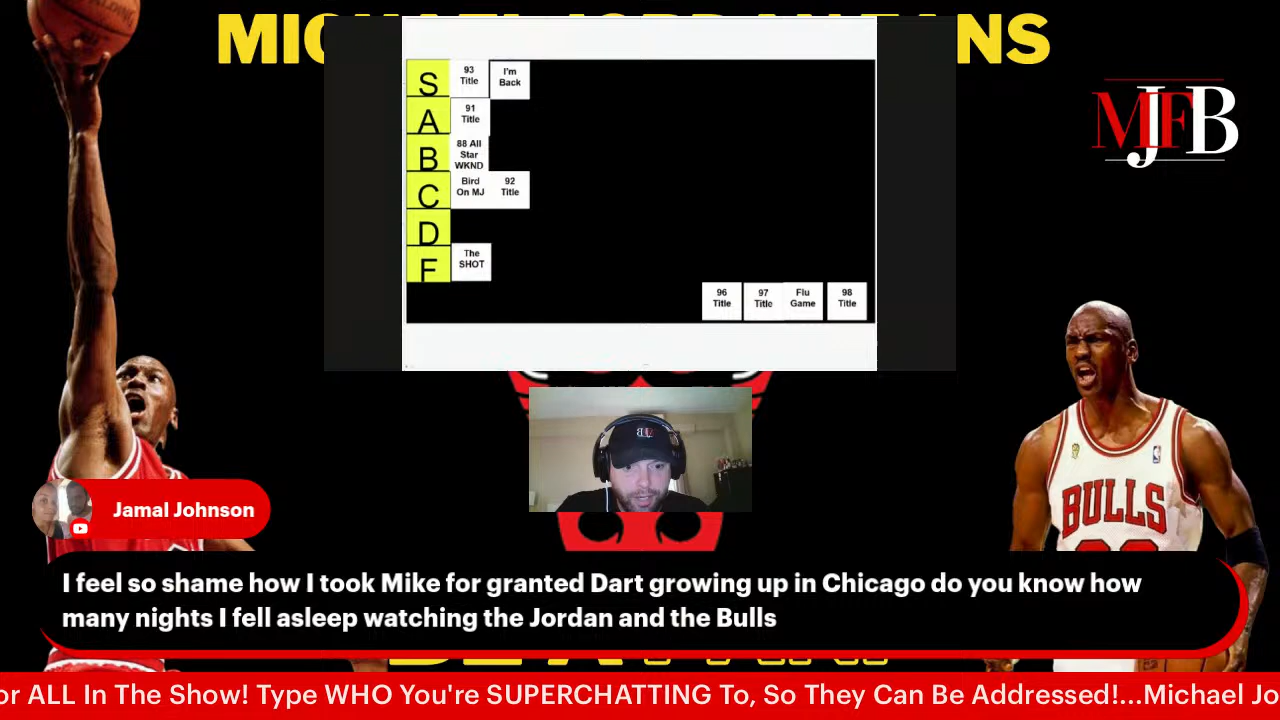 MIC
NS
MJFB
S
93
Title
I'm
Back
A
91
Title
B
88 All
Star
WKND
C
Bird
On MJ
92
Title
D
F
The
SHOT
96
Title
97
Title
Flu
Game
98
Title
BULLS
Jamal Johnson
I feel so shame how I took Mike for granted Dart growing up in Chicago do you know how
many nights I fell asleep watching the Jordan and the Bulls
or ALL In The Show! Type WHO You're SUPERCHATTING To, So They Can Be Addressed!...Michael Jo